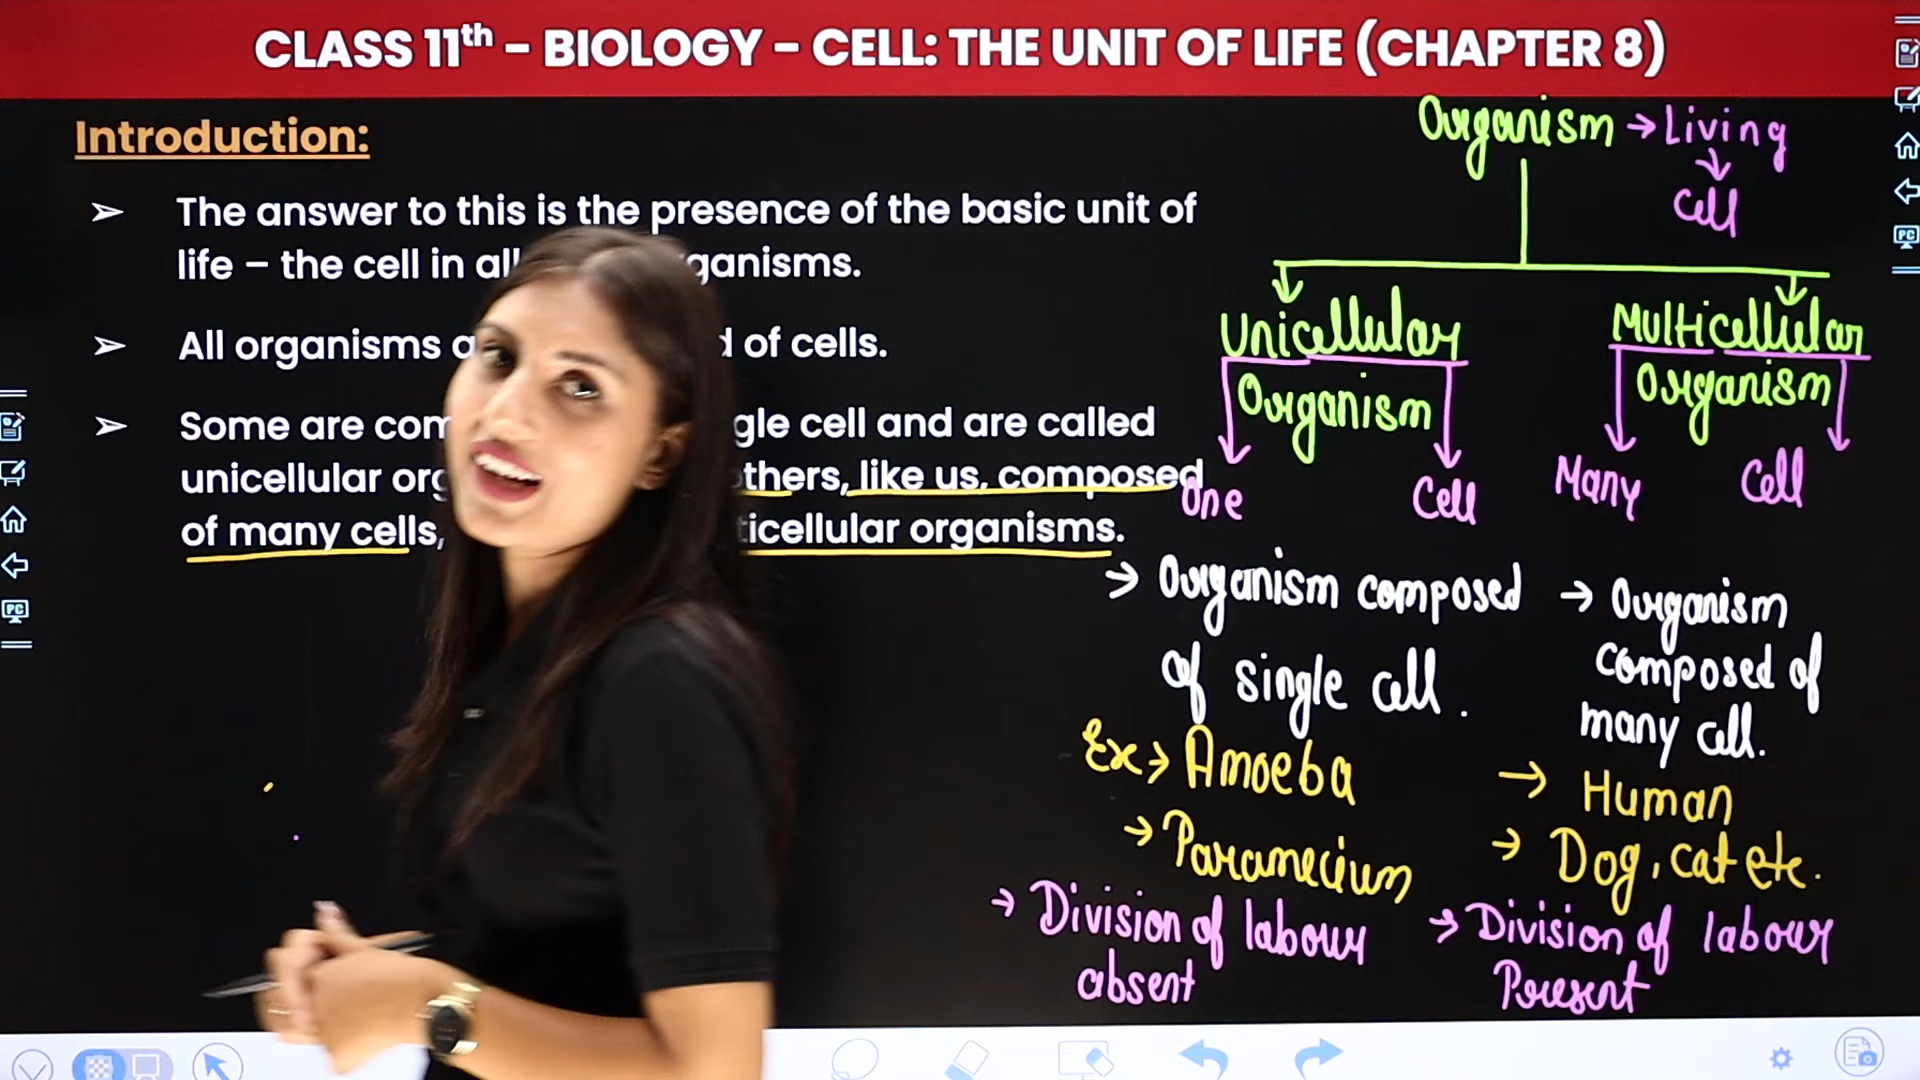 CLASS 11th - BIOLOGY - CELL: THE UNIT OF LIFE (CHAPTER 8)
Introduction:
➢ The answer to this is the presence of the basic unit of
life – the cell in all ganisms.
➢ All organisms a d of cells.
➢ Some are com gle cell and are called
unicellular org thers, like us, composed
of many cells, ticellular organisms.
Organism → Living
Cell
Unicellular
Organism
One Cell
→ Organism composed
of single cell.
Ex → Amoeba
→ Paramecium
→ Division of labour
absent
Multicellular
Organism
Many Cell
→ Organism
composed of
many cell.
→ Human
→ Dog, cat etc.
→ Division of labour
Present
PC
PC